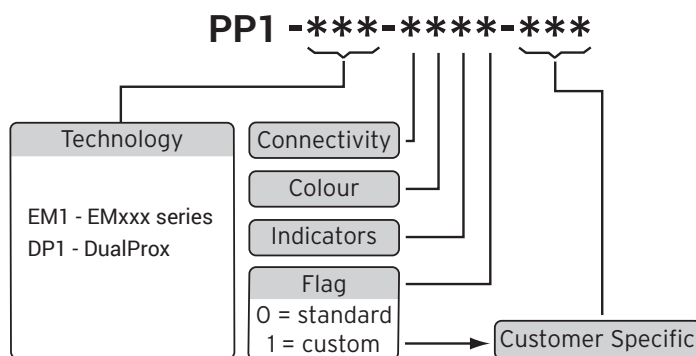 PP1 -***-****-***
Technology
EM1 - EMxxx series
DP1 - DualProx
Connectivity
Colour
Indicators
Flag
0 = standard
1 = custom
Customer Specific